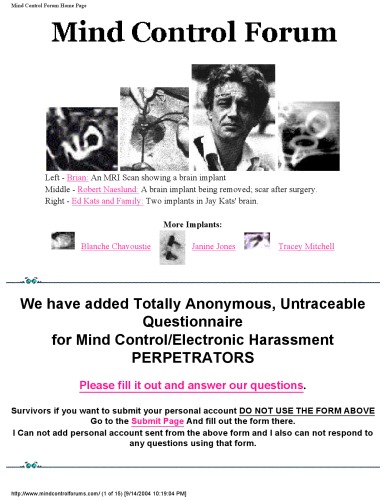 Mind Control Forum Home Page
Mind Control Forum
Left - Brian: An MRI Scan showing a brain implant
Middle - Robert Naeslund: A brain implant being removed; scar after surgery.
Right - Ed Kats and Family: Two implants in Jay Kats' brain.
More Implants:
Blanche Chavoustie Janine Jones Tracey Mitchell
We have added Totally Anonymous, Untraceable
Questionnaire
for Mind Control/Electronic Harassment
PERPETRATORS
Please fill it out and answer our questions.
Survivors if you want to submit your personal account DO NOT USE THE FORM ABOVE
Go to the Submit Page And fill out the form there.
I Can not add personal account sent from the above form and I also can not respond to
any questions using that form.
http://www.mindcontrolforums.com/ (1 of 15) [9/14/2004 10:19:04 PM]